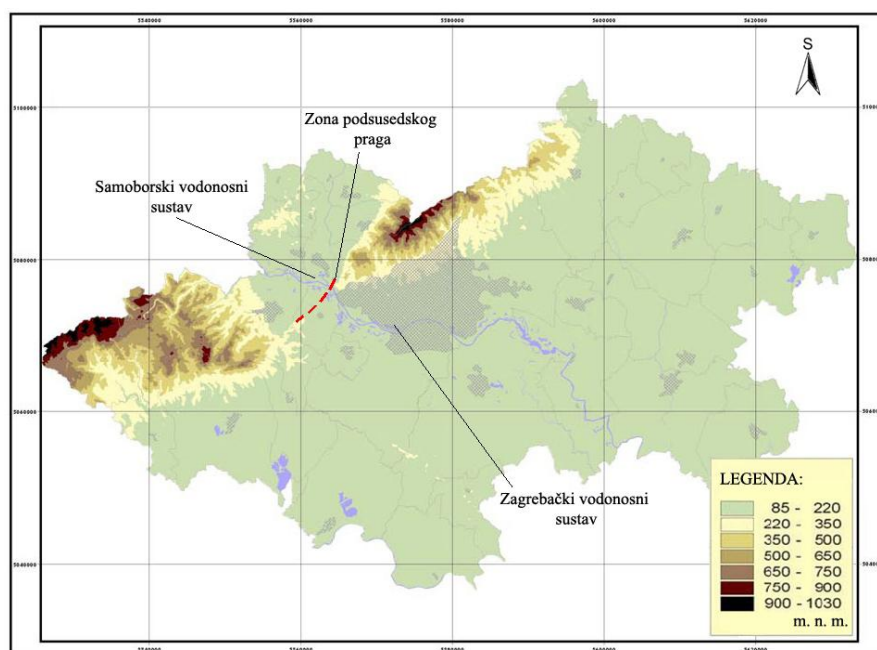 S
Zona podsusedskog
praga
Samoborski vodonosni
sustav
Zagrebački vodonosni
sustav
LEGENDA:
85 - 220
220 - 350
350 - 500
500 - 650
650 - 750
750 - 900
900 - 1030
m. n. m.